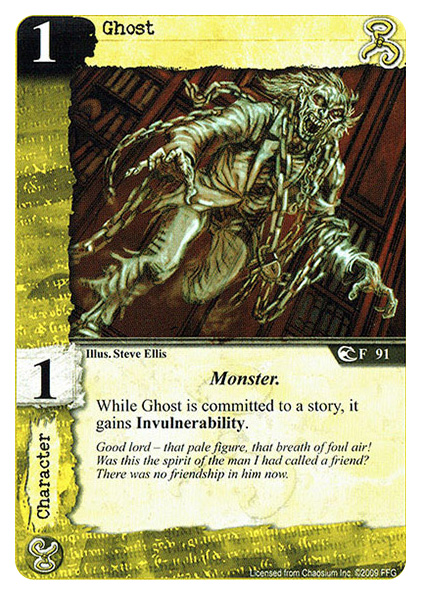 1
Ghost
Illus. Steve Ellis
F 91
1
Monster.
While Ghost is committed to a story, it
gains Invulnerability.
Good lord – that pale figure, that breath of foul air!
Was this the spirit of the man I had called a friend?
There was no friendship in him now.
Character
Licensed from Chaosium Inc. ©2009 FFG